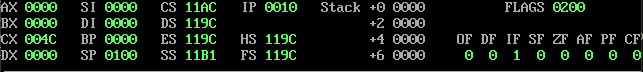 AX 0000 SI 0000 CS 11AC IP 0010 Stack +0 0000 FLAGS 0200
BX 0000 DI 0000 DS 119C +2 0000
CX 004C BP 0000 ES 119C HS 119C +4 0000 OF DF IF SF ZF AF PF CF
DX 0000 SP 0100 SS 11B1 FS 119C +6 0000 0 0 1 0 0 0 0 0